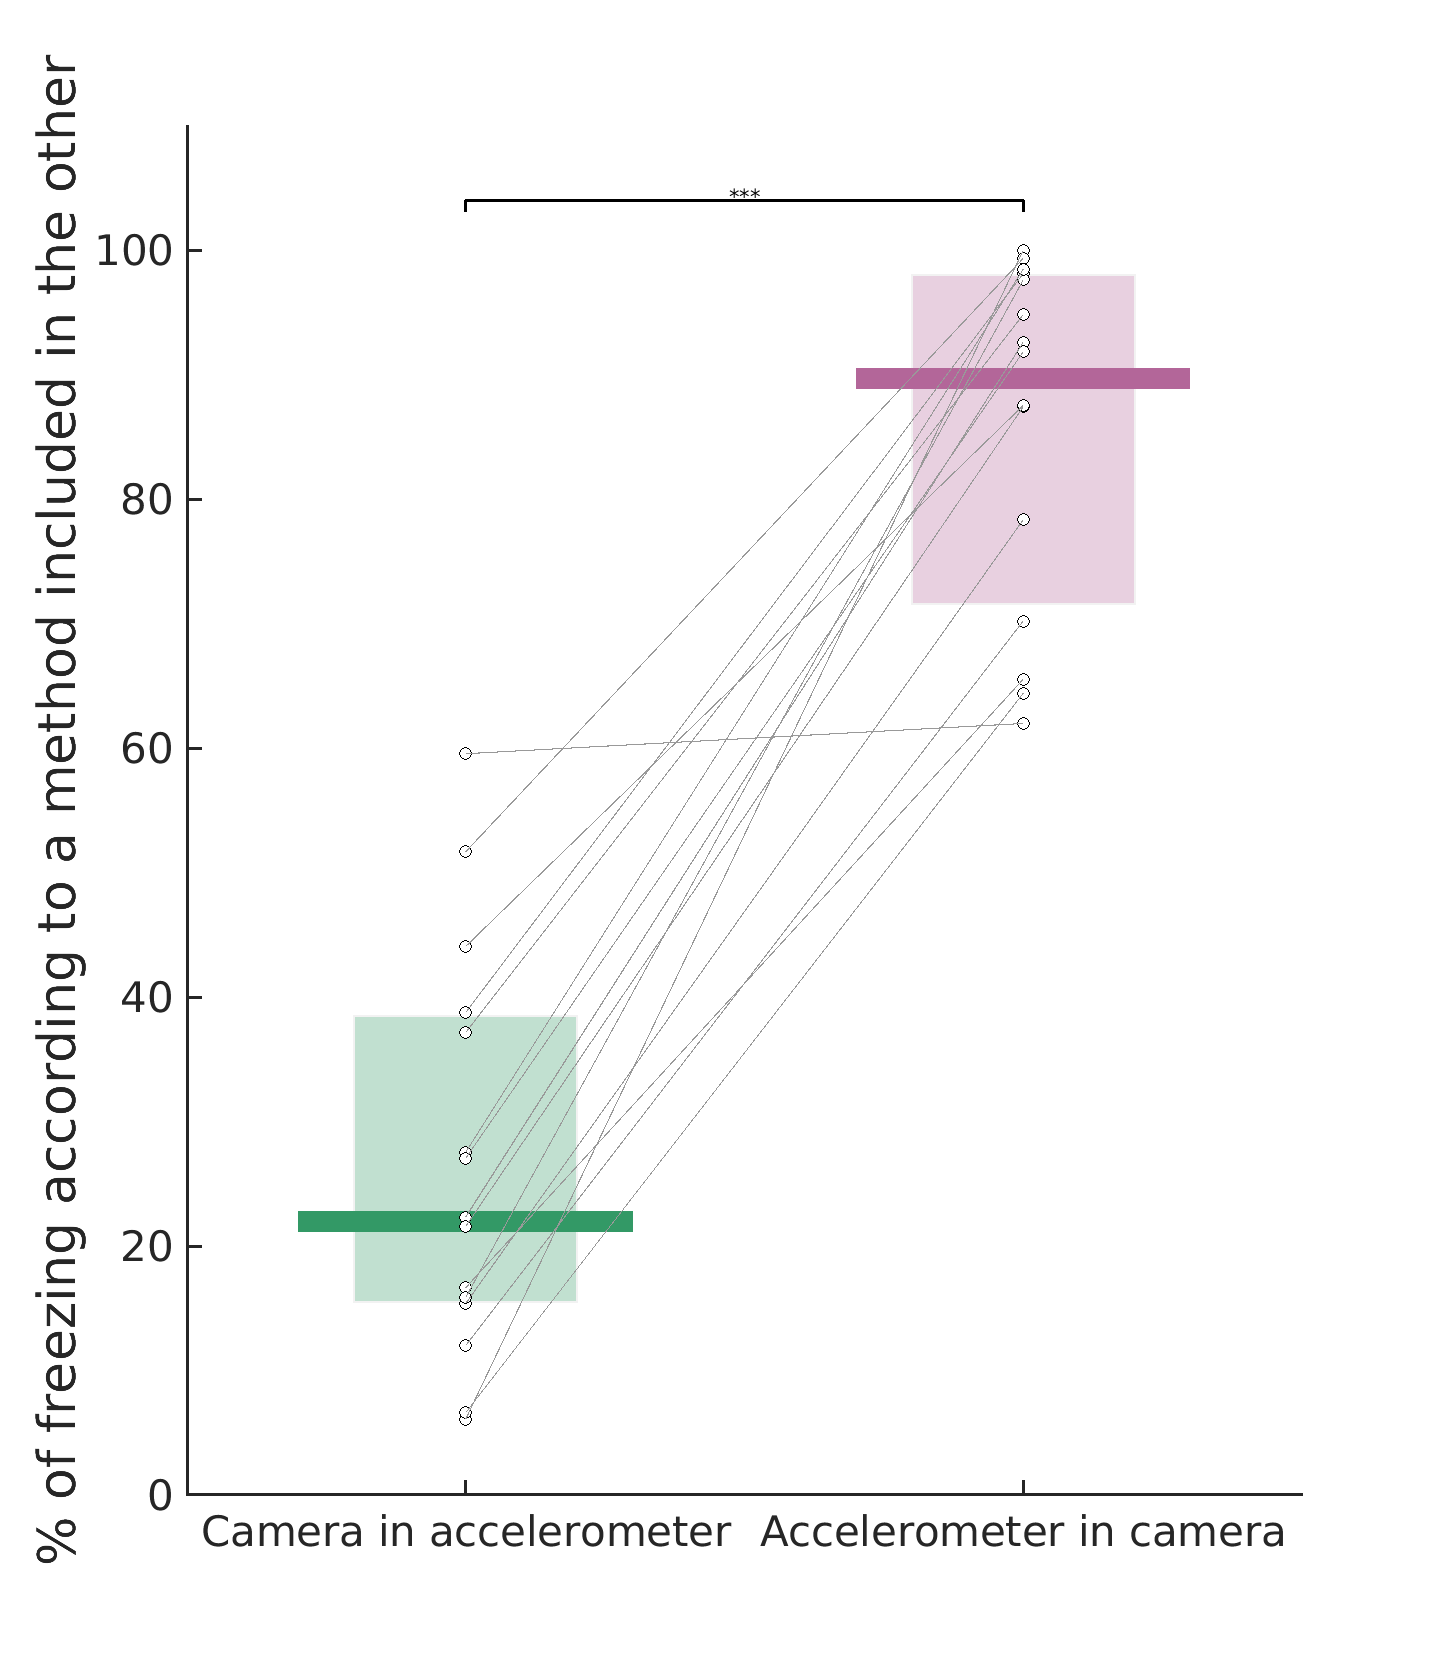 % of freezing according to a method included in the other
***
100
80
60
40
20
0
Camera in accelerometer
Accelerometer in camera